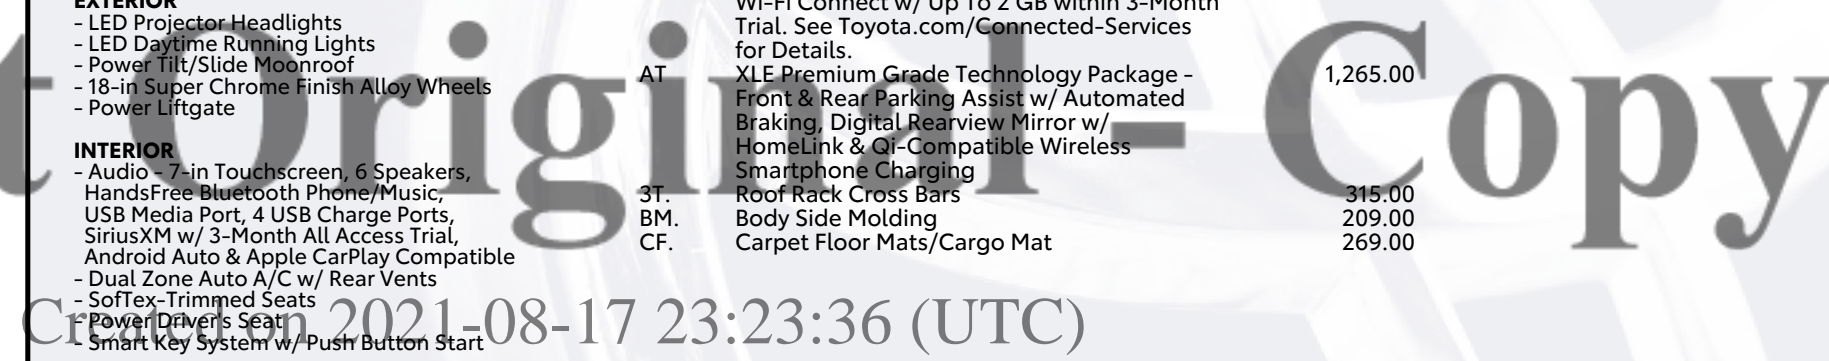 EXTERIOR
- LED Projector Headlights
- LED Daytime Running Lights
- Power Tilt/Slide Moonroof
- 18-in Super Chrome Finish Alloy Wheels
- Power Liftgate
INTERIOR
- Audio - 7-in Touchscreen, 6 Speakers,
HandsFree Bluetooth Phone/Music,
USB Media Port, 4 USB Charge Ports,
SiriusXM w/ 3-Month All Access Trial,
Android Auto & Apple CarPlay Compatible
- Dual Zone Auto A/C w/ Rear Vents
- SofTex-Trimmed Seats
- Power Driver's Seat
- Smart Key System w/ Push Button Start
Wi-Fi Connect w/ Up To 2 GB within 3-Month
Trial. See Toyota.com/Connected-Services
for Details.
AT XLE Premium Grade Technology Package - 1,265.00
Front & Rear Parking Assist w/ Automated
Braking, Digital Rearview Mirror w/
HomeLink & Qi-Compatible Wireless
Smartphone Charging
3T. Roof Rack Cross Bars 315.00
BM. Body Side Molding 209.00
CF. Carpet Floor Mats/Cargo Mat 269.00
t Original - Copy
Created on 2021-08-17 23:23:36 (UTC)